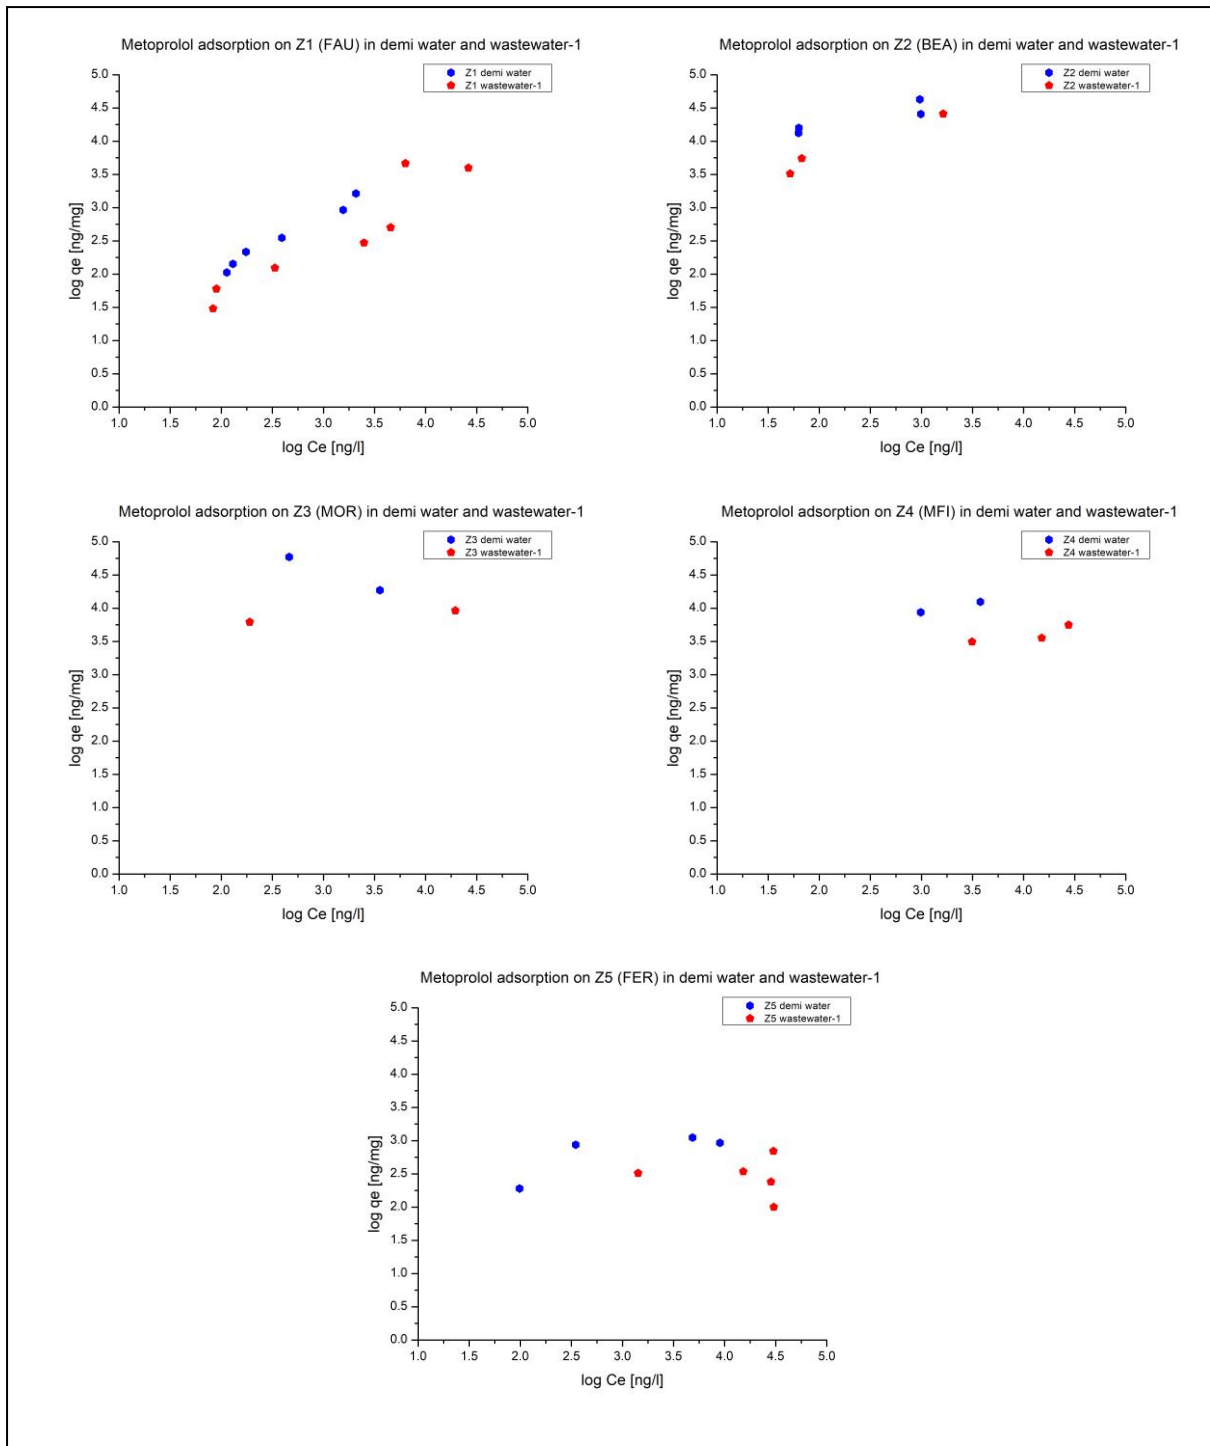 Metoprolol adsorption on Z1 (FAU) in demi water and wastewater-1
Z1 demi water
Z1 wastewater-1
5.0
4.5
4.0
3.5
3.0
2.5
2.0
1.5
1.0
0.5
0.0
log qe [ng/mg]
1.0 1.5 2.0 2.5 3.0 3.5 4.0 4.5 5.0
log Ce [ng/l]
Metoprolol adsorption on Z2 (BEA) in demi water and wastewater-1
Z2 demi water
Z2 wastewater-1
5.0
4.5
4.0
3.5
3.0
2.5
2.0
1.5
1.0
0.5
0.0
log qe [ng/mg]
1.0 1.5 2.0 2.5 3.0 3.5 4.0 4.5 5.0
log Ce [ng/l]
Metoprolol adsorption on Z3 (MOR) in demi water and wastewater-1
Z3 demi water
Z3 wastewater-1
5.0
4.5
4.0
3.5
3.0
2.5
2.0
1.5
1.0
0.5
0.0
log qe [ng/mg]
1.0 1.5 2.0 2.5 3.0 3.5 4.0 4.5 5.0
log Ce [ng/l]
Metoprolol adsorption on Z4 (MFI) in demi water and wastewater-1
Z4 demi water
Z4 wastewater-1
5.0
4.5
4.0
3.5
3.0
2.5
2.0
1.5
1.0
0.5
0.0
log qe [ng/mg]
1.0 1.5 2.0 2.5 3.0 3.5 4.0 4.5 5.0
log Ce [ng/l]
Metoprolol adsorption on Z5 (FER) in demi water and wastewater-1
Z5 demi water
Z5 wastewater-1
5.0
4.5
4.0
3.5
3.0
2.5
2.0
1.5
1.0
0.5
0.0
log qe [ng/mg]
1.0 1.5 2.0 2.5 3.0 3.5 4.0 4.5 5.0
log Ce [ng/l]